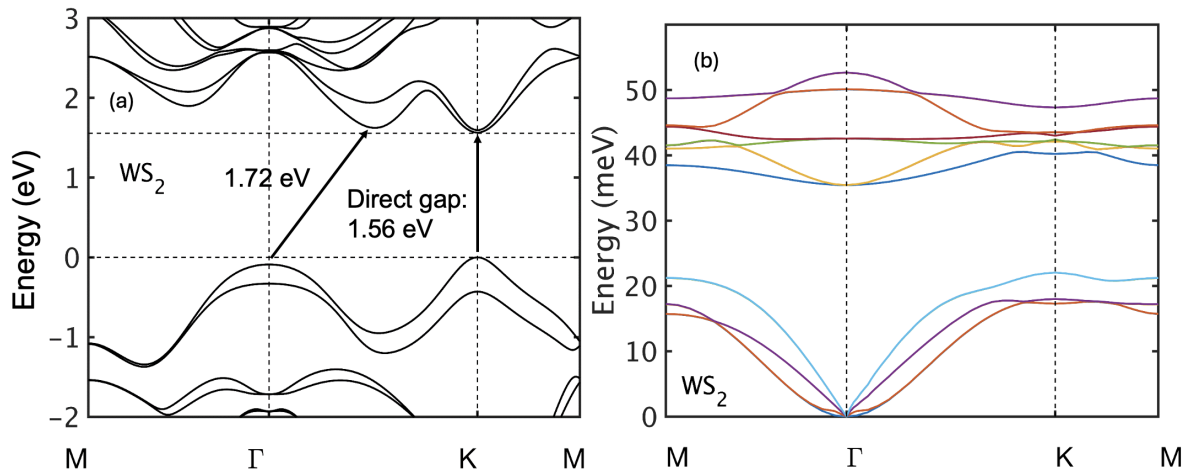 3
2
1
0
−1
−2
Energy (eV)
(a)
WS2
1.72 eV
Direct gap:
1.56 eV
M Γ K M
50
40
30
20
10
0
Energy (meV)
(b)
WS2
M Γ K M